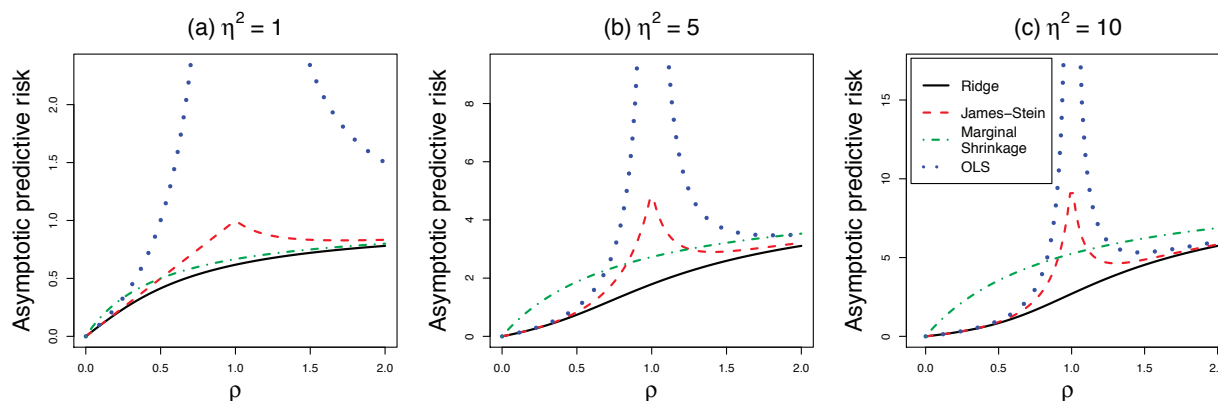 (a) η² = 1
Asymptotic predictive risk
0.0 0.5 1.0 1.5 2.0
0.0 0.5 1.0 1.5 2.0
ρ
(b) η² = 5
Asymptotic predictive risk
0 2 4 6 8
0.0 0.5 1.0 1.5 2.0
ρ
(c) η² = 10
Asymptotic predictive risk
0 5 10 15
Ridge
James−Stein
Marginal
Shrinkage
OLS
0.0 0.5 1.0 1.5 2.0
ρ